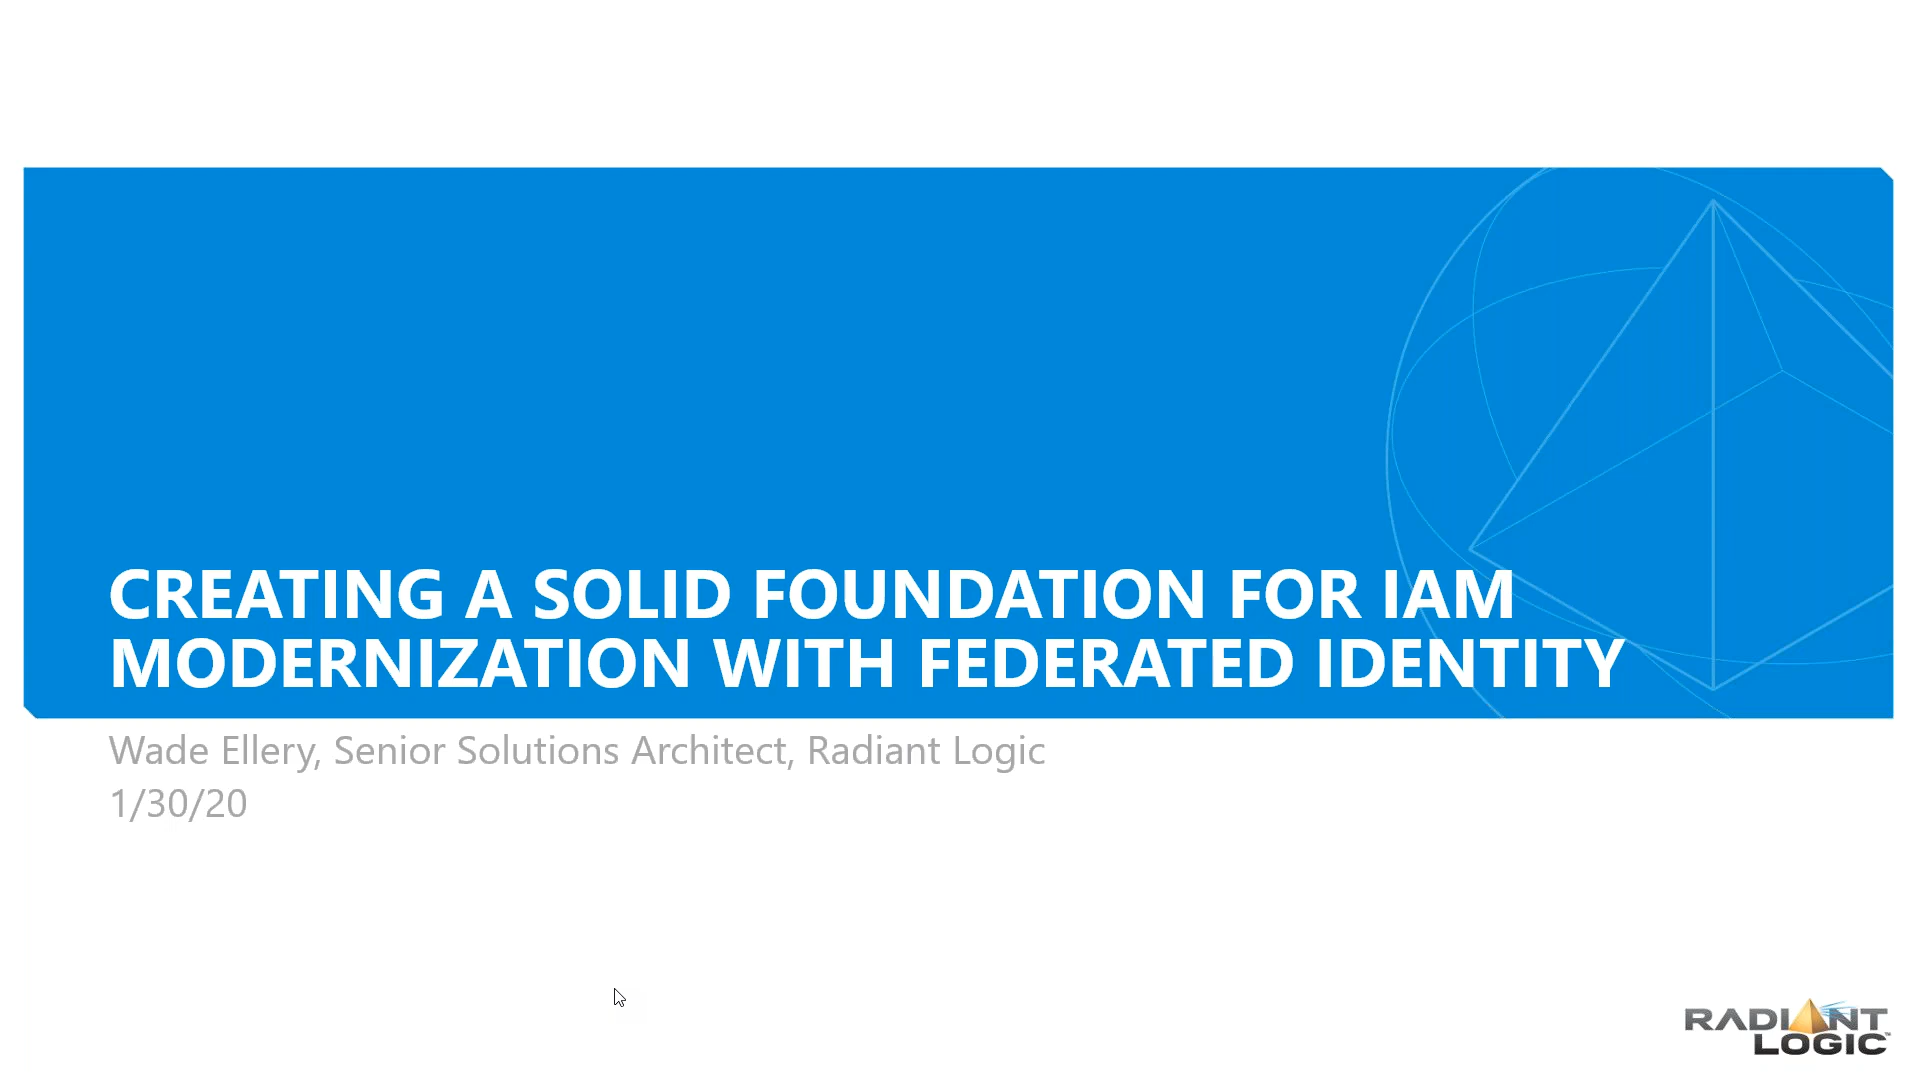 CREATING A SOLID FOUNDATION FOR IAM
MODERNIZATION WITH FEDERATED IDENTITY
Wade Ellery, Senior Solutions Architect, Radiant Logic
1/30/20
RADIANT
LOGIC™